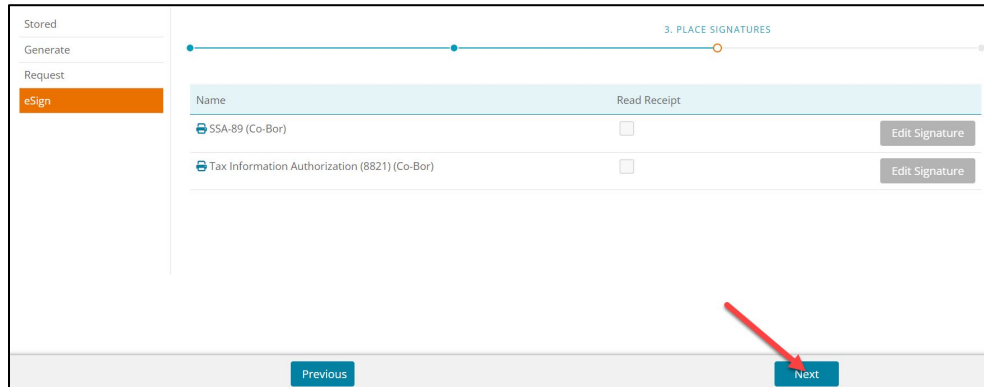 Stored
Generate
Request
eSign
3. PLACE SIGNATURES
Name Read Receipt
SSA-89 (Co-Bor) Edit Signature
Tax Information Authorization (8821) (Co-Bor) Edit Signature
Previous Next